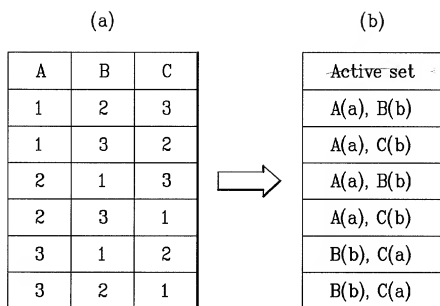 (a)
A B C
1 2 3
1 3 2
2 1 3
2 3 1
3 1 2
3 2 1
(b)
Active set
A(a), B(b)
A(a), C(b)
A(a), B(b)
A(a), C(b)
B(b), C(a)
B(b), C(a)